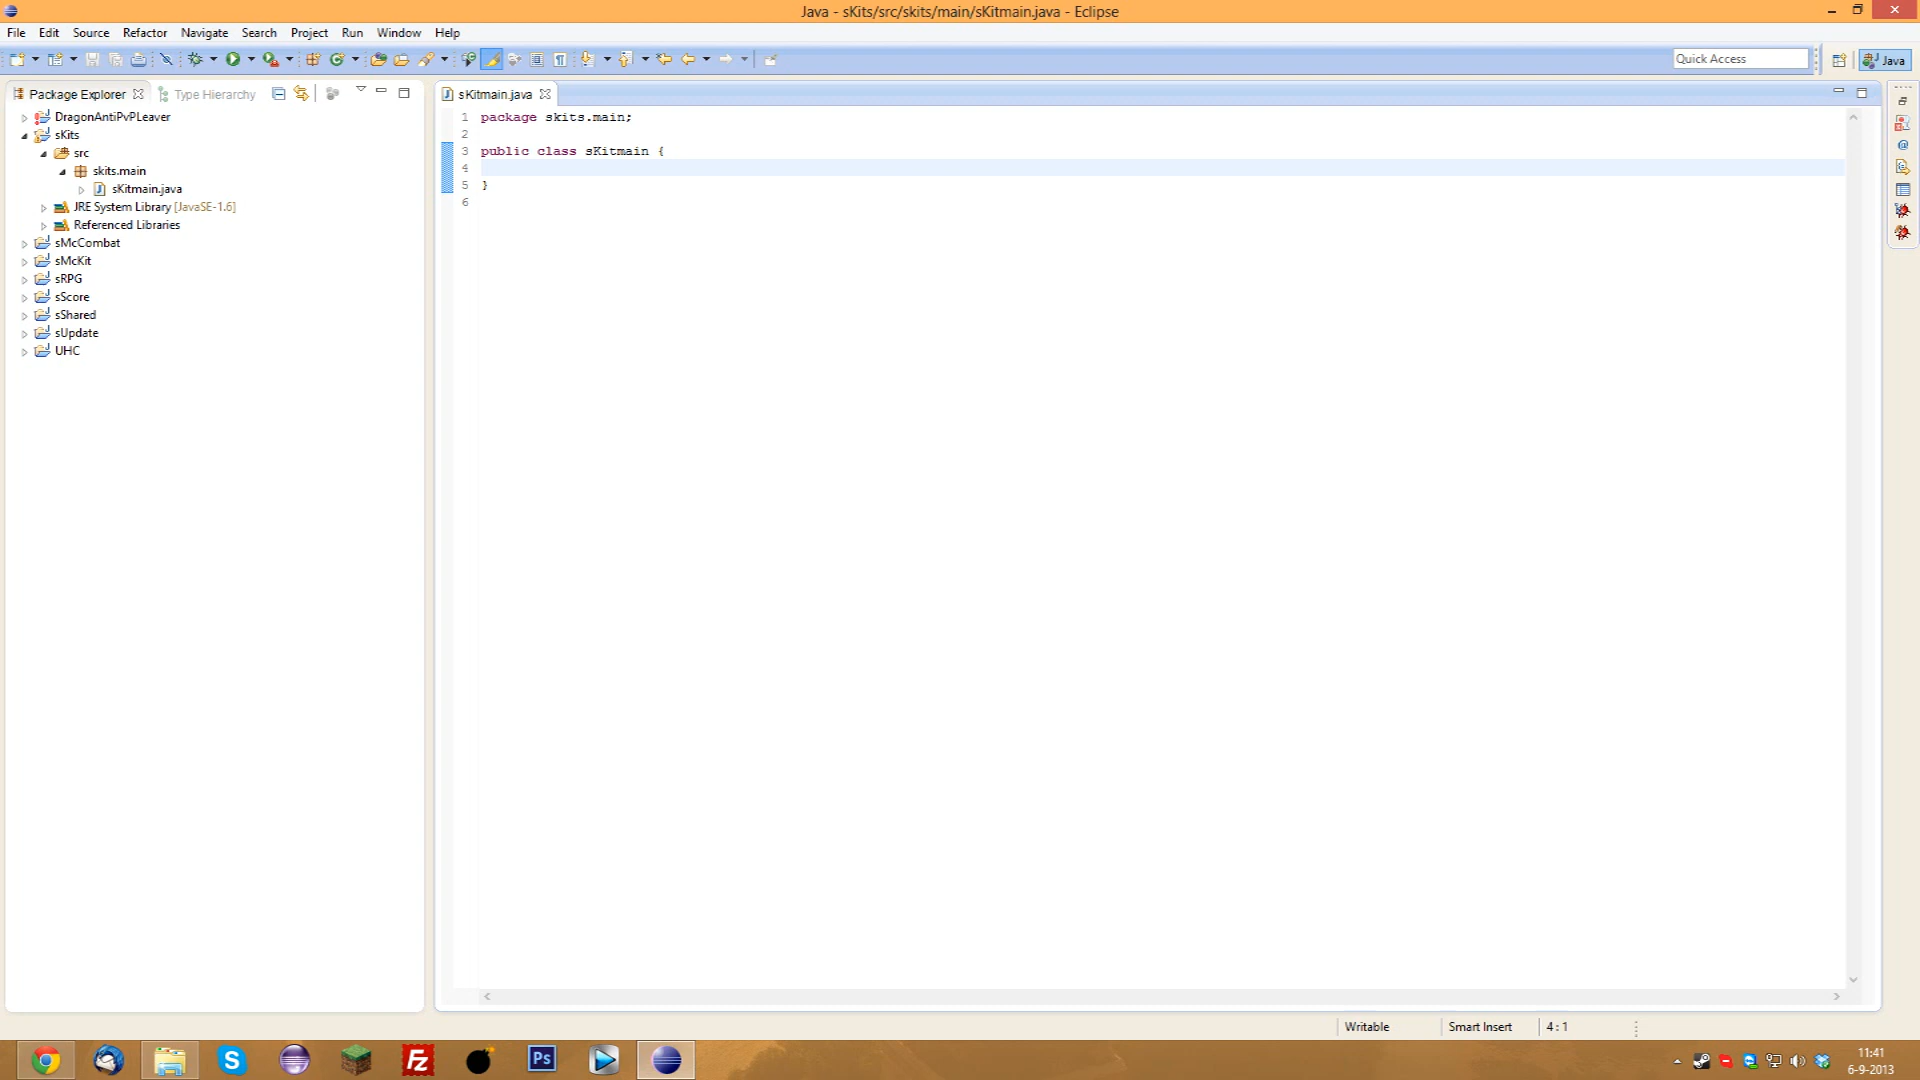 Java - sKits/src/skits/main/sKitmain.java - Eclipse
File Edit Source Refactor Navigate Search Project Run Window Help
Quick Access
Java
Package Explorer
Type Hierarchy
sKitmain.java
DragonAntiPvPLeaver
sKits
src
skits.main
sKitmain.java
JRE System Library [JavaSE-1.6]
Referenced Libraries
sMcCombat
sMcKit
sRPG
sScore
sShared
sUpdate
UHC
1 package skits.main;
2
3 public class sKitmain {
4
5 }
6
Writable Smart Insert 4 : 1
S
Fz
Ps
11:41
6-9-2013